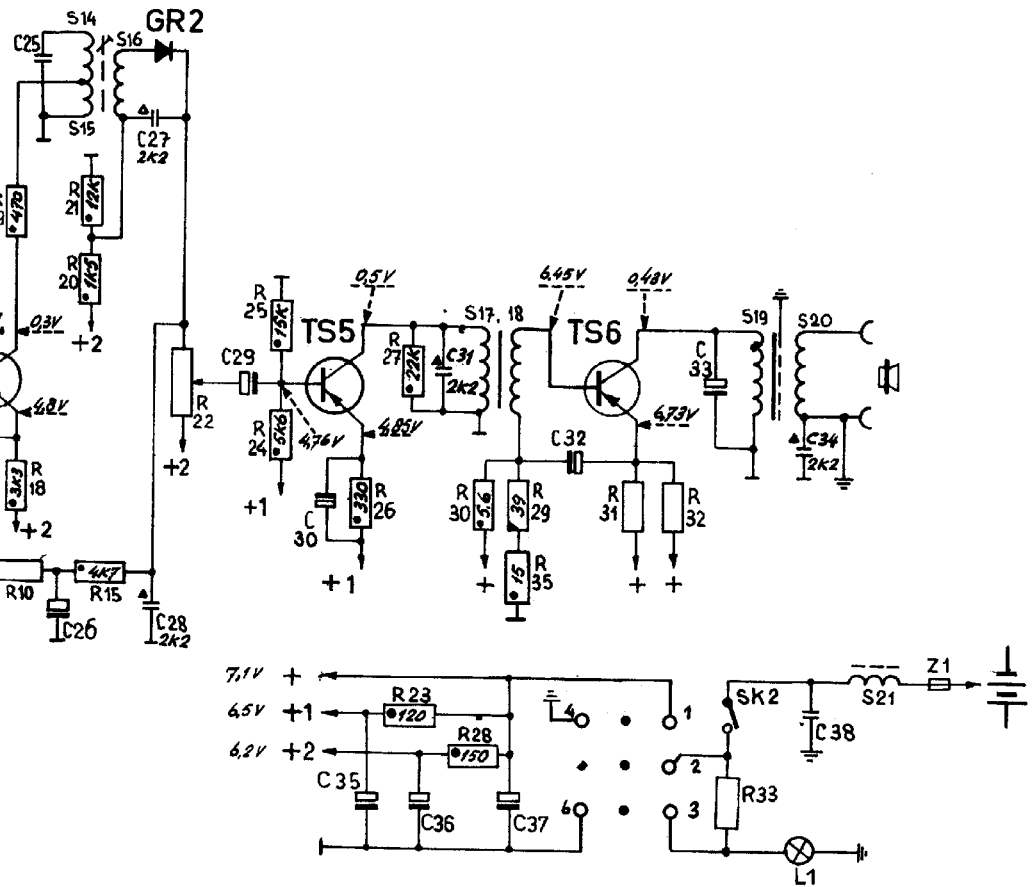 S14
GR2
C25
S16
S15
C27
2K2
470
R
21
12K
R
20
1K5
+2
0,3V
4,8V
R
18
3K3
+2
R
22
+2
C29
R
25
15K
R
24
5K6
+1
0,5V
TS5
4,76V
4,85V
R
27
22K
C31
2K2
S17, 18
C
30
330
R
26
+1
6,45V
0,48V
TS6
6,73V
C32
R
30
5.6
+
39
R
29
15
R
35
R
31
+
R
32
+
C
33
S19
S20
C34
2K2
R10
4K7
R15
C26
C28
2K2
7,1V +
6,5V +1
6,2V +2
R23
120
R28
150
C35
C36
C37
4
1
2
6
3
SK2
C38
S21
Z1
R33
L1